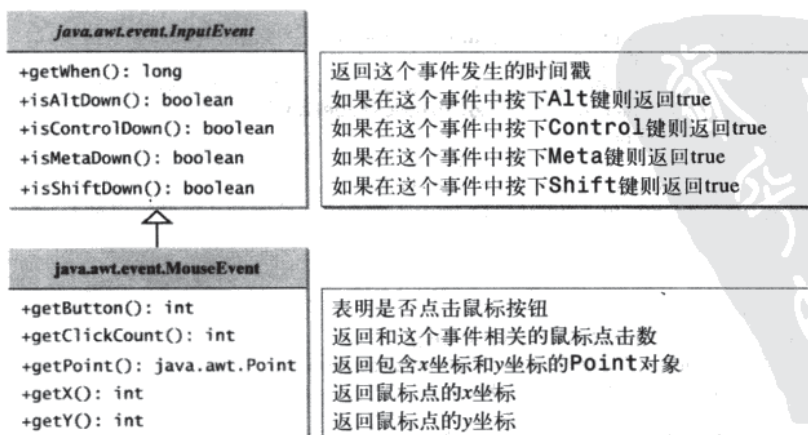 java.awt.event.InputEvent
+getWhen(): long
返回这个事件发生的时间戳
+isAltDown(): boolean
如果在这个事件中按下Alt键则返回true
+isControlDown(): boolean
如果在这个事件中按下Control键则返回true
+isMetaDown(): boolean
如果在这个事件中按下Meta键则返回true
+isShiftDown(): boolean
如果在这个事件中按下Shift键则返回true
java.awt.event.MouseEvent
+getButton(): int
表明是否点击鼠标按钮
+getClickCount(): int
返回和这个事件相关的鼠标点击数
+getPoint(): java.awt.Point
返回包含x坐标和y坐标的Point对象
+getX(): int
返回鼠标点的x坐标
+getY(): int
返回鼠标点的y坐标